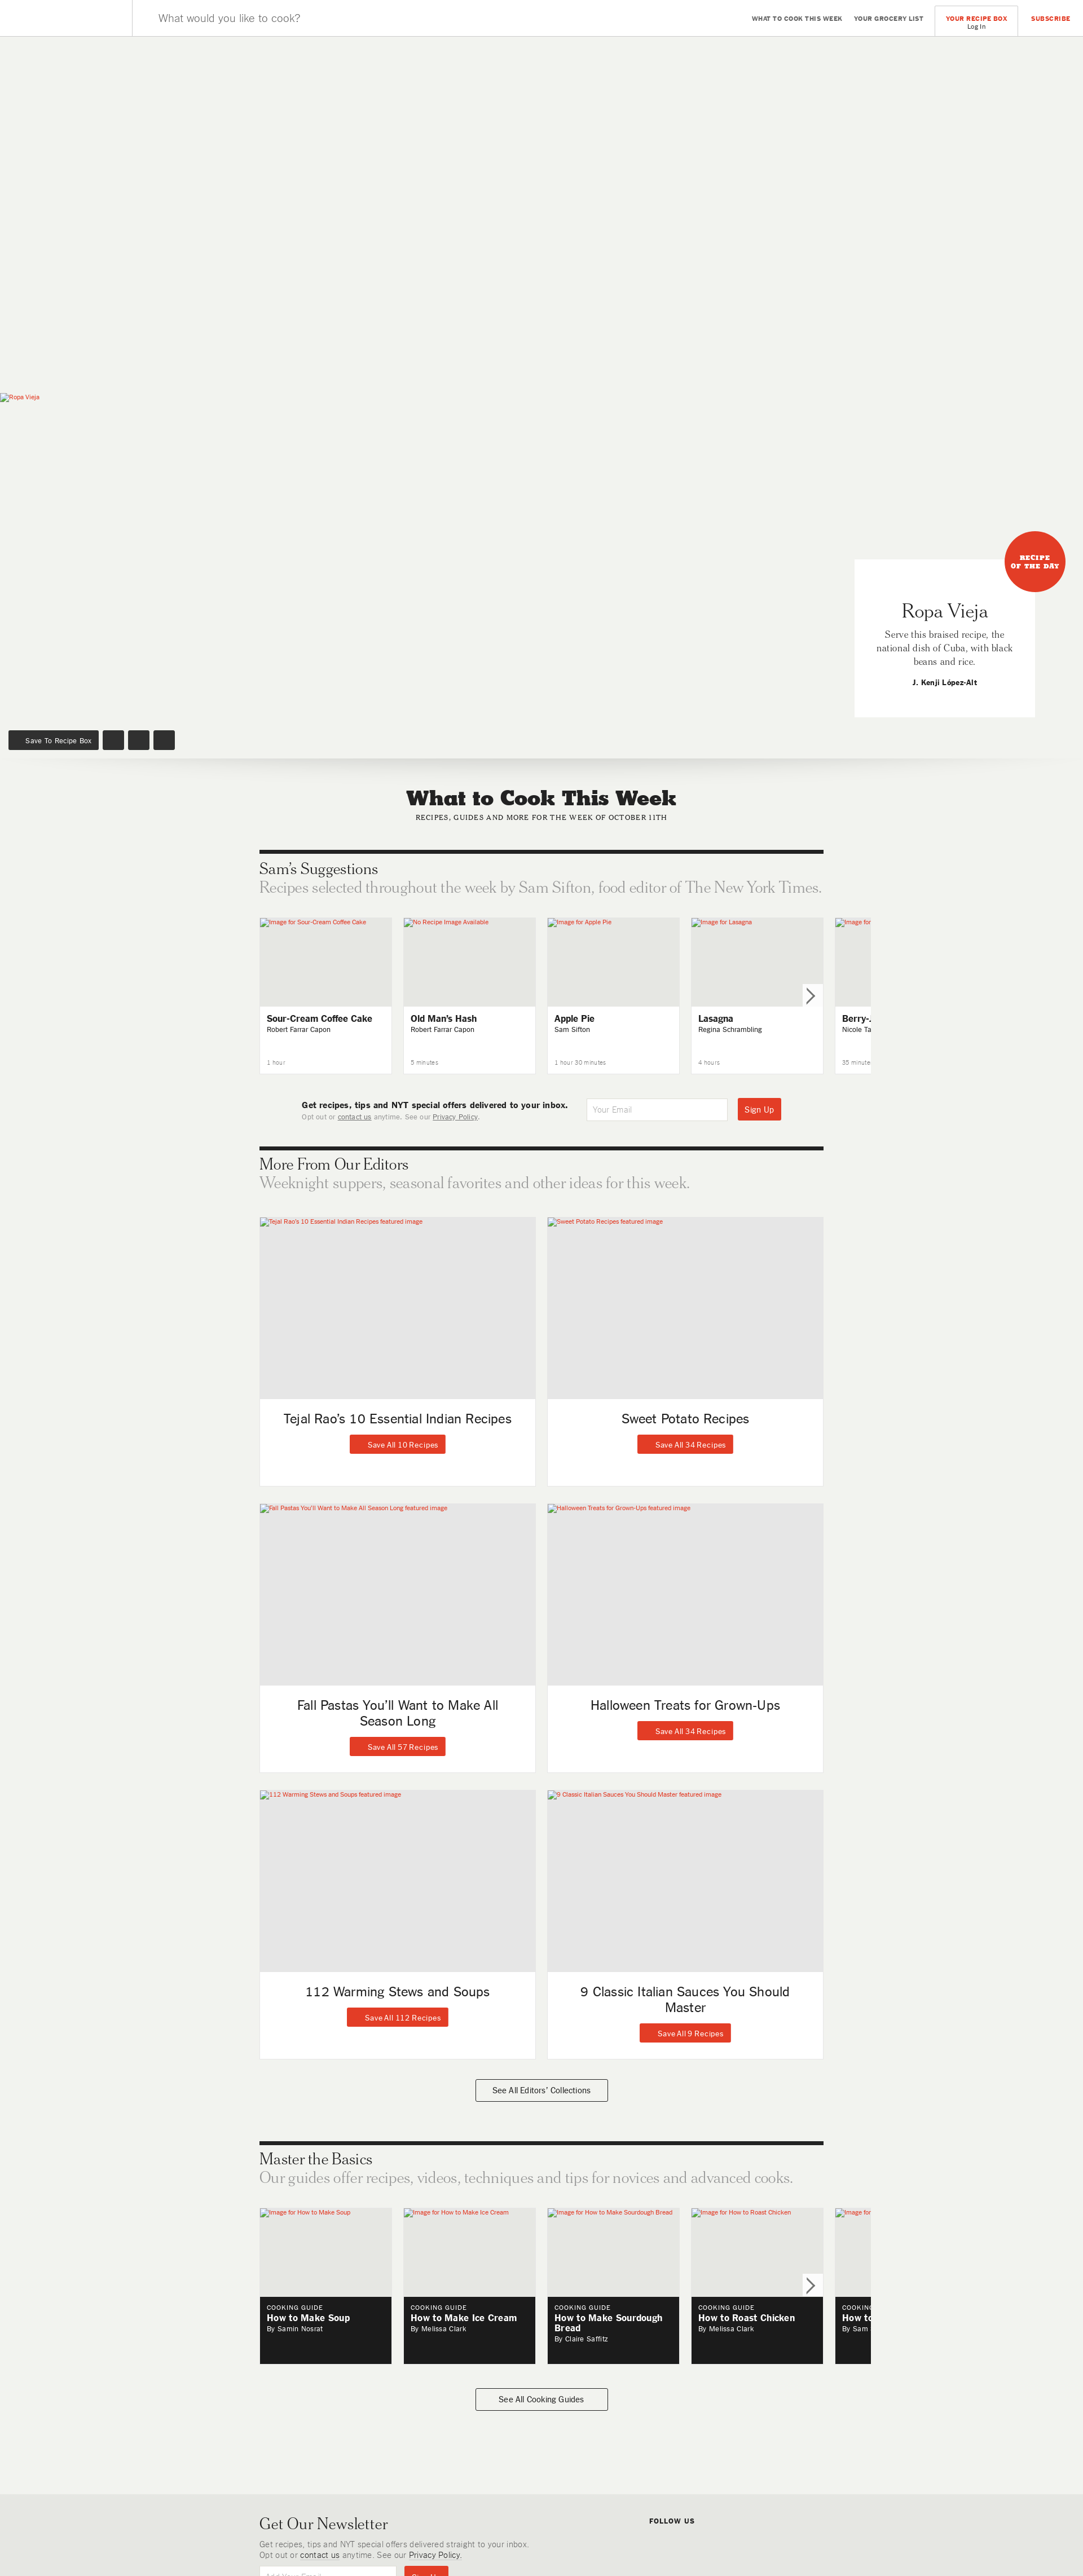 What would you like to cook?
WHAT TO COOK THIS WEEK
YOUR GROCERY LIST
YOUR RECIPE BOX
Log In
SUBSCRIBE
Ropa Vieja
RECIPE
OF THE DAY
Ropa Vieja
Serve this braised recipe, the
national dish of Cuba, with black
beans and rice.
J. Kenji López-Alt
Save To Recipe Box
What to Cook This Week
RECIPES, GUIDES AND MORE FOR THE WEEK OF OCTOBER 11TH
Sam's Suggestions
Recipes selected throughout the week by Sam Sifton, food editor of The New York Times.
Image for Sour-Cream Coffee Cake
Sour-Cream Coffee Cake
Robert Farrar Capon
1 hour
No Recipe Image Available
Old Man's Hash
Robert Farrar Capon
5 minutes
Image for Apple Pie
Apple Pie
Sam Sifton
1 hour 30 minutes
Image for Lasagna
Lasagna
Regina Schrambling
4 hours
Image for
Berry-
Nicole Ta
35 minute
Get recipes, tips and NYT special offers delivered to your inbox.
Opt out or contact us anytime. See our Privacy Policy.
Your Email
Sign Up
More From Our Editors
Weeknight suppers, seasonal favorites and other ideas for this week.
Tejal Rao's 10 Essential Indian Recipes featured image
Tejal Rao's 10 Essential Indian Recipes
Save All 10 Recipes
Sweet Potato Recipes featured image
Sweet Potato Recipes
Save All 34 Recipes
Fall Pastas You'll Want to Make All Season Long featured image
Fall Pastas You'll Want to Make All
Season Long
Save All 57 Recipes
Halloween Treats for Grown-Ups featured image
Halloween Treats for Grown-Ups
Save All 34 Recipes
112 Warming Stews and Soups featured image
112 Warming Stews and Soups
Save All 112 Recipes
9 Classic Italian Sauces You Should Master featured image
9 Classic Italian Sauces You Should
Master
Save All 9 Recipes
See All Editors' Collections
Master the Basics
Our guides offer recipes, videos, techniques and tips for novices and advanced cooks.
Image for How to Make Soup
COOKING GUIDE
How to Make Soup
By Samin Nosrat
Image for How to Make Ice Cream
COOKING GUIDE
How to Make Ice Cream
By Melissa Clark
Image for How to Make Sourdough Bread
COOKING GUIDE
How to Make Sourdough
Bread
By Claire Saffitz
Image for How to Roast Chicken
COOKING GUIDE
How to Roast Chicken
By Melissa Clark
Image for
COOKING
How to
By Sam
See All Cooking Guides
Get Our Newsletter
Get recipes, tips and NYT special offers delivered straight to your inbox.
Opt out or contact us anytime. See our Privacy Policy.
FOLLOW US